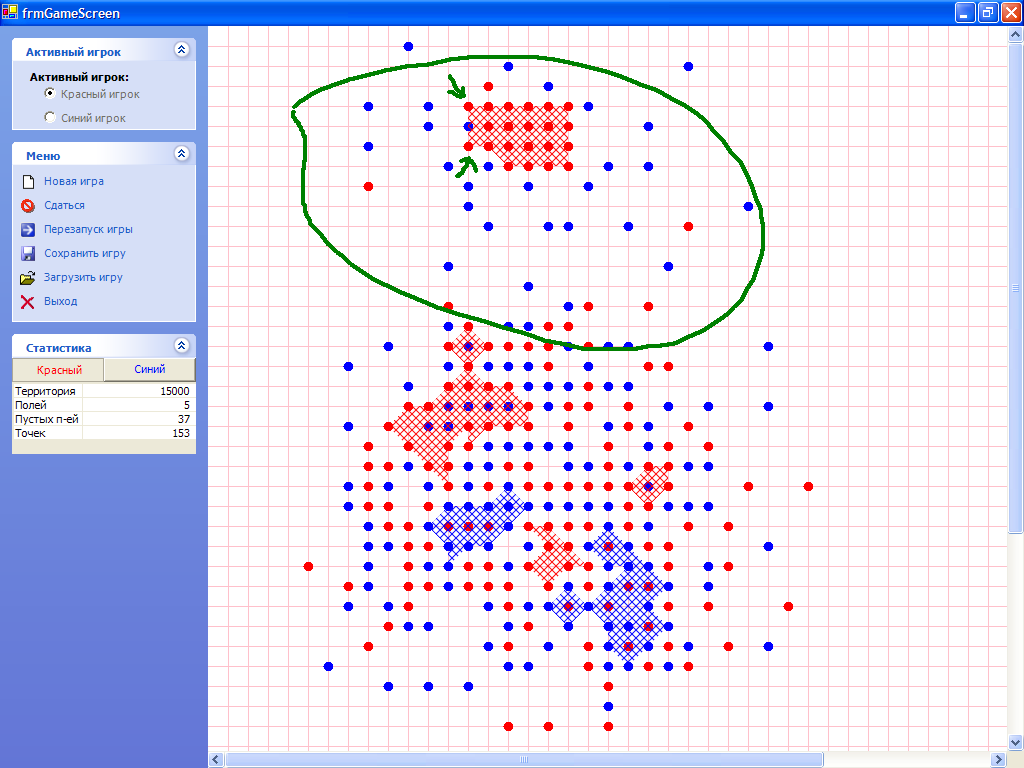 frmGameScreen
Активный игрок
Активный игрок:
Красный игрок
Синий игрок
Меню
Новая игра
Сдаться
Перезапуск игры
Сохранить игру
Загрузить игру
Выход
Статистика
Красный Синий
Территория 15000
Полей 5
Пустых п-ей 37
Точек 153